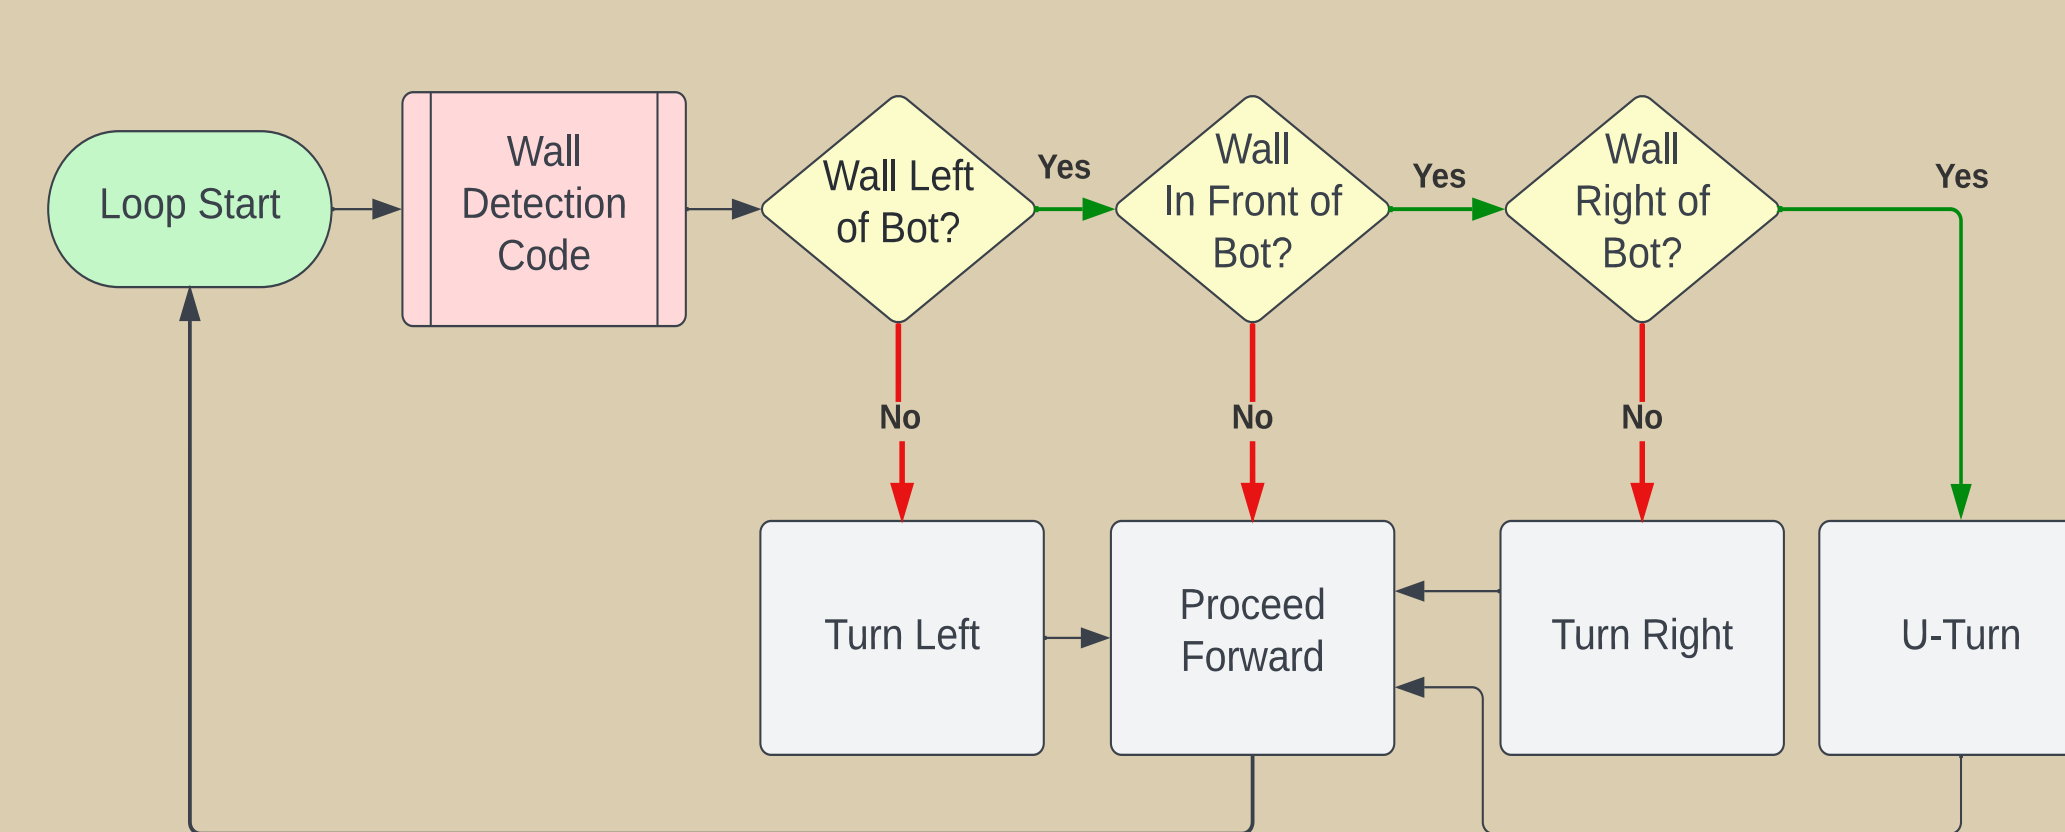 Loop Start
Wall
Detection
Code
Wall Left
of Bot?
Yes
Wall
In Front of
Bot?
Yes
Wall
Right of
Bot?
Yes
No
No
No
Turn Left
Proceed
Forward
Turn Right
U-Turn